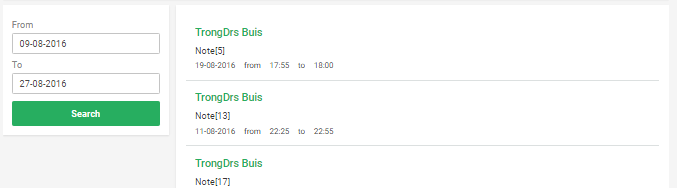 From
09-08-2016
To
27-08-2016
Search
TrongDrs Buis
Note[5]
19-08-2016 from 17:55 to 18:00
TrongDrs Buis
Note[13]
11-08-2016 from 22:25 to 22:55
TrongDrs Buis
Note[17]